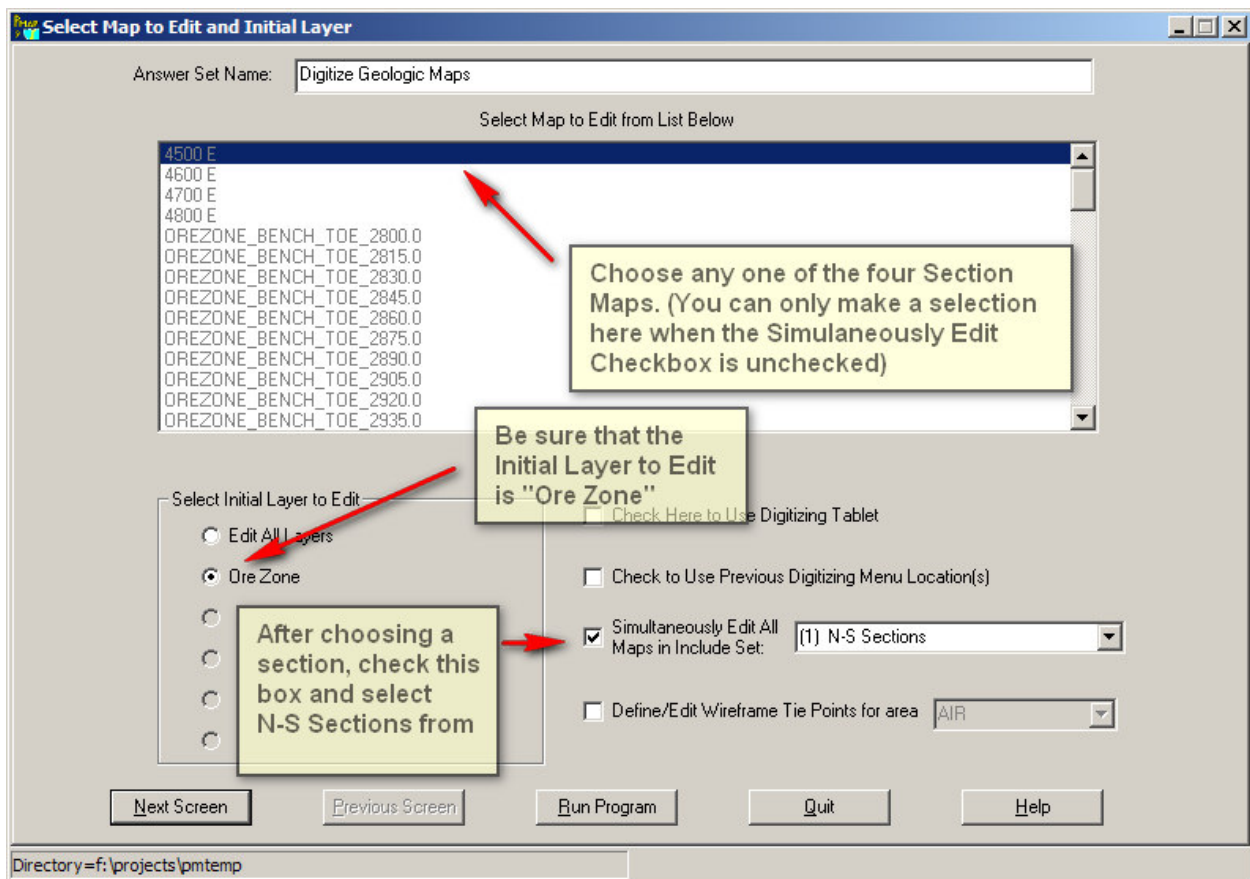 Select Map to Edit and Initial Layer
Answer Set Name: Digitize Geologic Maps
Select Map to Edit from List Below
4500 E
4600 E
4700 E
4800 E
OREZONE_BENCH_TOE_2800.0
OREZONE_BENCH_TOE_2815.0
OREZONE_BENCH_TOE_2830.0
OREZONE_BENCH_TOE_2845.0
OREZONE_BENCH_TOE_2860.0
OREZONE_BENCH_TOE_2875.0
OREZONE_BENCH_TOE_2890.0
OREZONE_BENCH_TOE_2905.0
OREZONE_BENCH_TOE_2920.0
OREZONE_BENCH_TOE_2935.0
Choose any one of the four Section
Maps. (You can only make a selection
here when the Simulaneously Edit
Checkbox is unchecked)
Be sure that the
Initial Layer to Edit
is "Ore Zone"
Select Initial Layer to Edit
Edit All Layers
Ore Zone
After choosing a
section, check this
box and select
N-S Sections from
Check Here to Use Digitizing Tablet
Check to Use Previous Digitizing Menu Location(s)
Simultaneously Edit All
Maps in Include Set:
(1) N-S Sections
Define/Edit Wireframe Tie Points for area AIR
Next Screen Previous Screen Run Program Quit Help
Directory=f:\projects\pmtemp